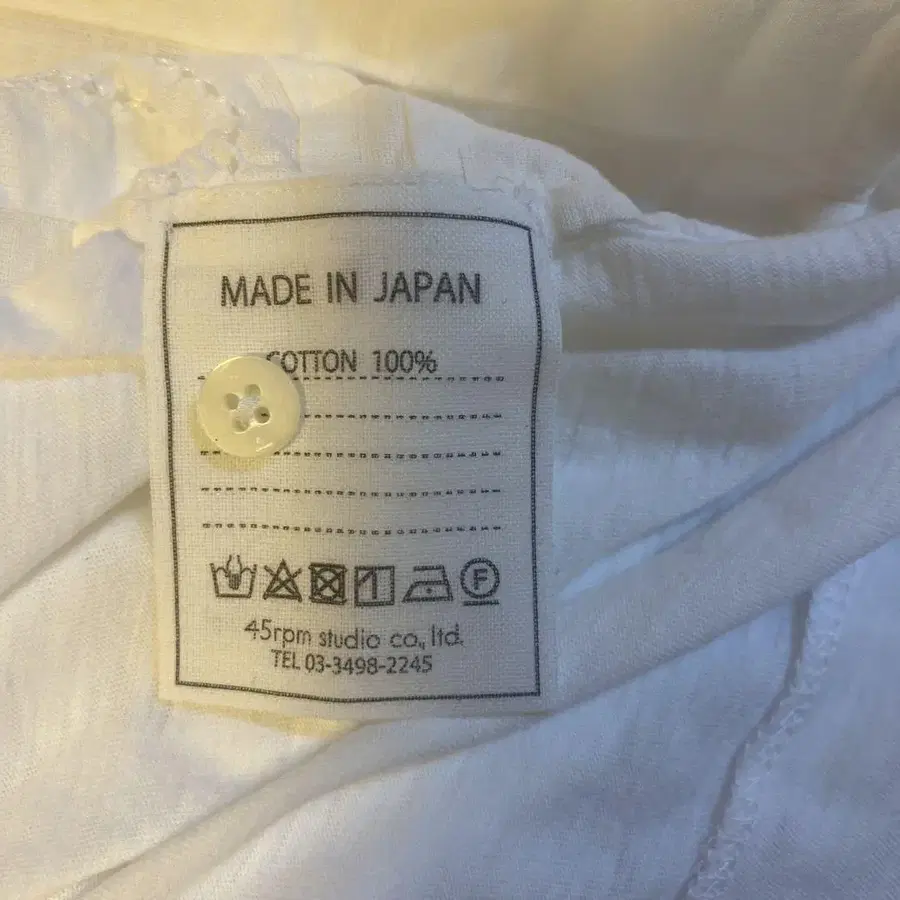 MADE IN JAPAN
COTTON 100%
F
45rpm studio co., ltd.
TEL 03-3498-2245